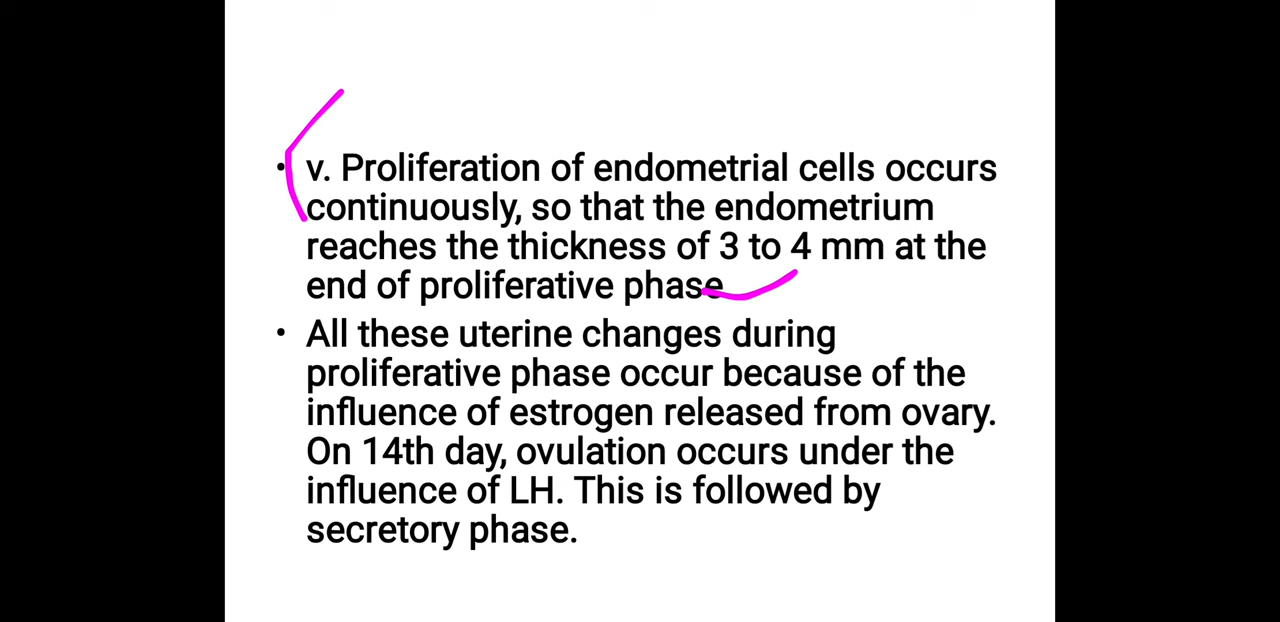 • v. Proliferation of endometrial cells occurs
continuously, so that the endometrium
reaches the thickness of 3 to 4 mm at the
end of proliferative phase
• All these uterine changes during
proliferative phase occur because of the
influence of estrogen released from ovary.
On 14th day, ovulation occurs under the
influence of LH. This is followed by
secretory phase.